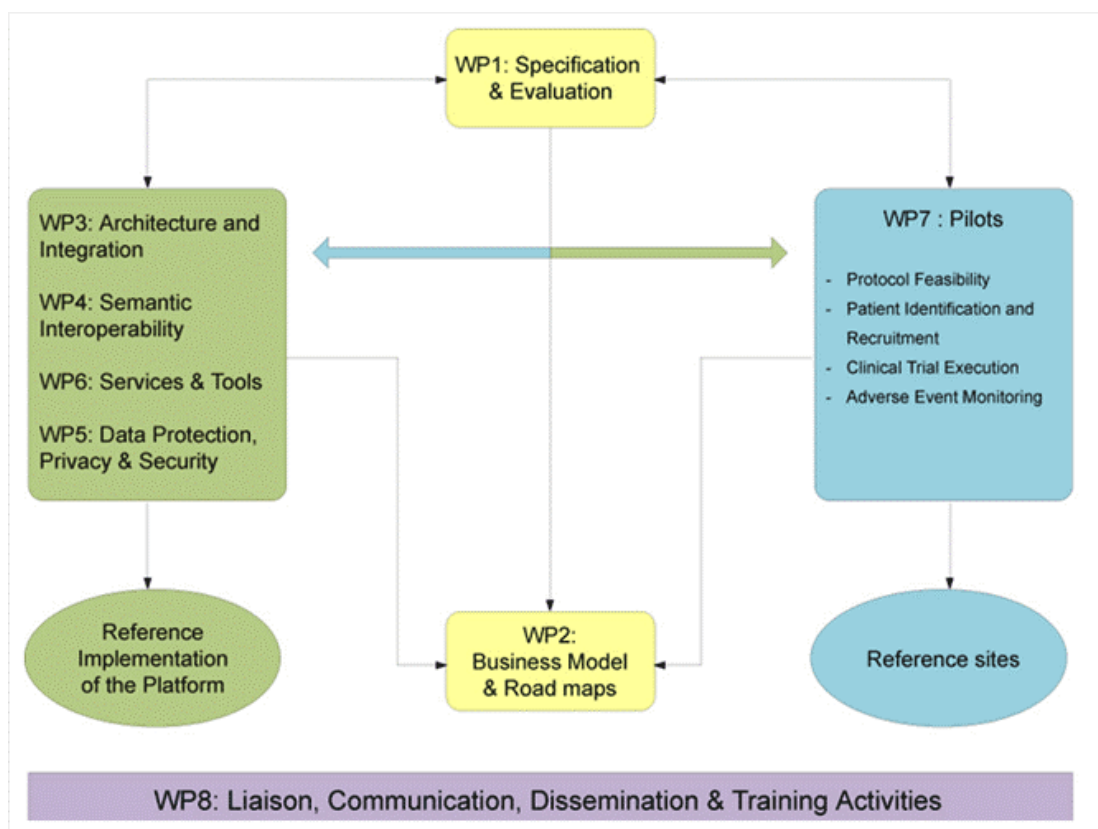 WP1: Specification
& Evaluation
WP3: Architecture and
Integration
WP4: Semantic
Interoperability
WP6: Services & Tools
WP5: Data Protection,
Privacy & Security
WP7 : Pilots
- Protocol Feasibility
- Patient Identification and
Recruitment
- Clinical Trial Execution
- Adverse Event Monitoring
Reference
Implementation
of the Platform
WP2:
Business Model
& Road maps
Reference sites
WP8: Liaison, Communication, Dissemination & Training Activities